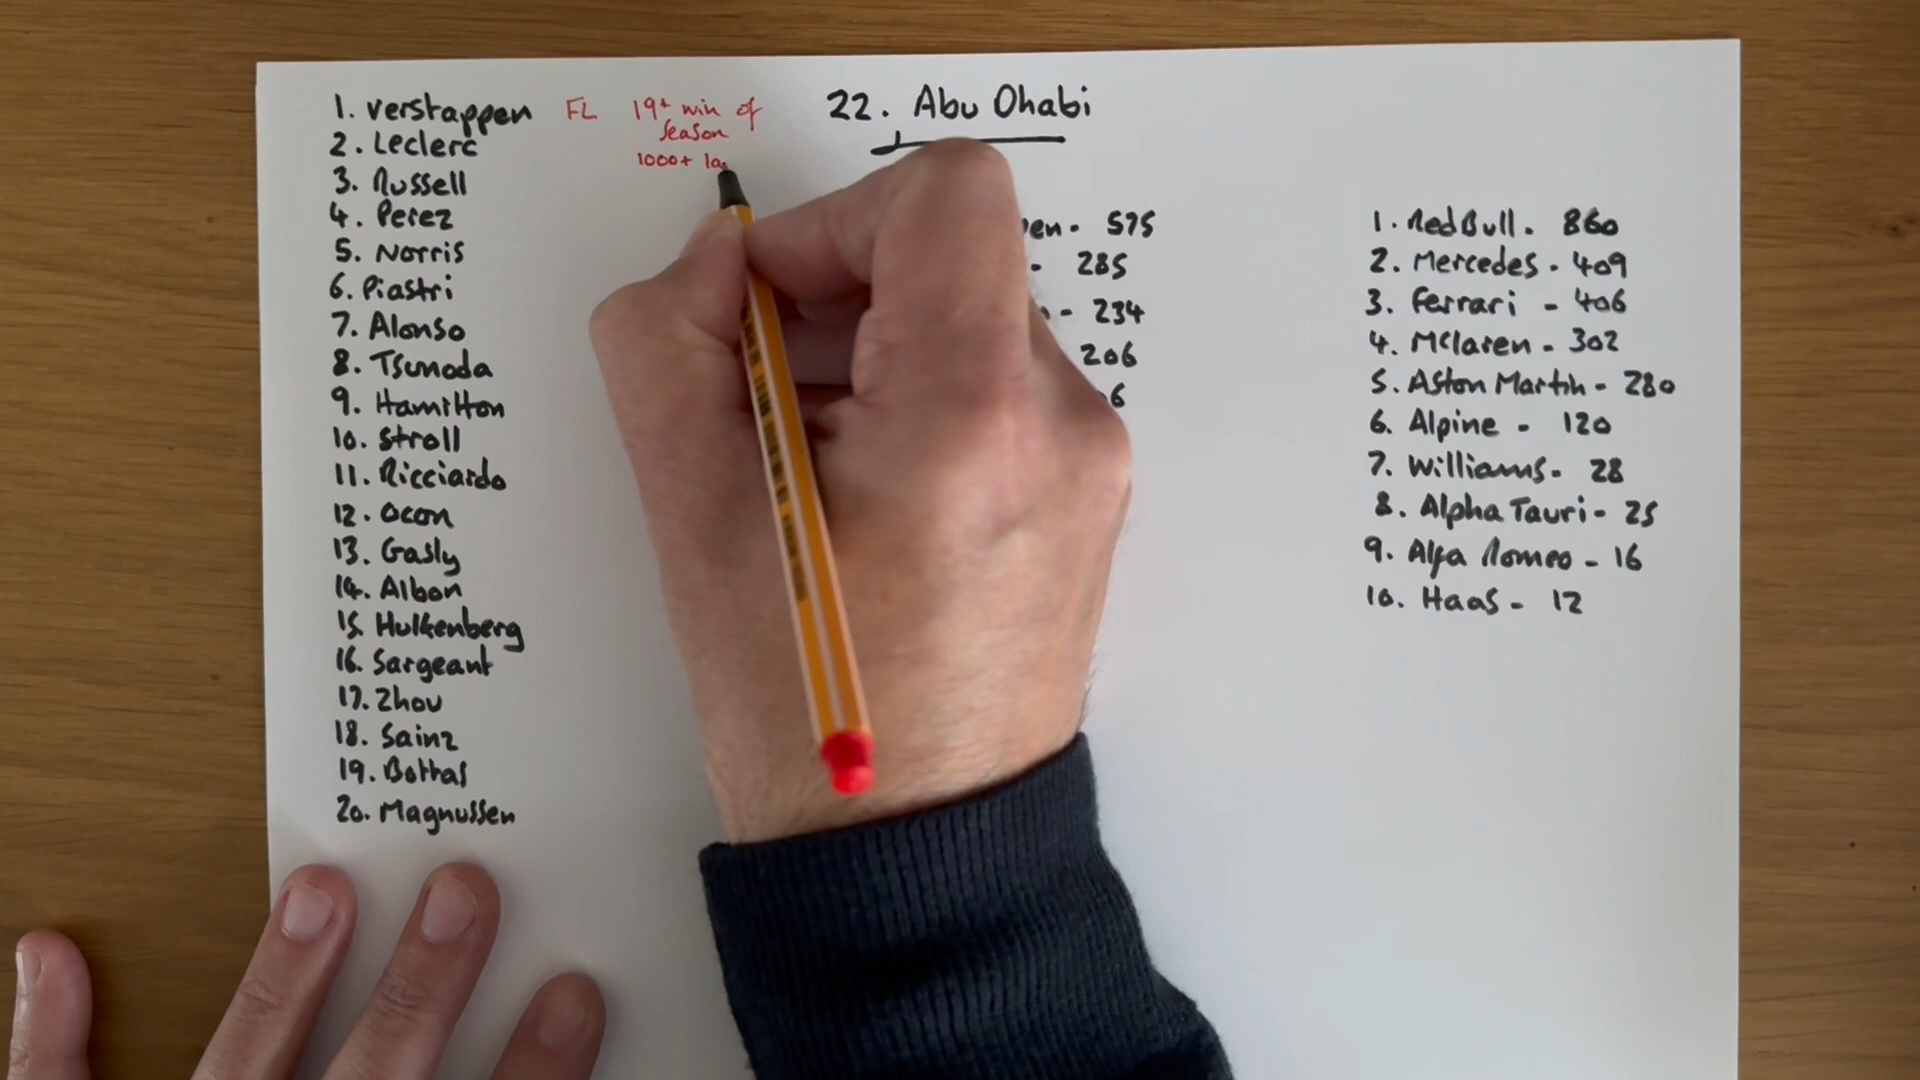 1. Verstappen FL 19th win of
season
1000+
2. Leclerc
3. Russell
4. Perez
5. Norris
6. Piastri
7. Alonso
8. Tsunoda
9. Hamilton
10. Stroll
11. Ricciardo
12. Ocon
13. Gasly
14. Albon
15. Hulkenberg
16. Sargeant
17. Zhou
18. Sainz
19. Bottas
20. Magnussen
22. Abu Dhabi
- 575
- 285
- 234
206
1. Red Bull - 860
2. Mercedes - 409
3. Ferrari - 406
4. Mclaren - 302
5. Aston Martin - 280
6. Alpine - 120
7. Williams - 28
8. Alpha Tauri - 25
9. Alfa Romeo - 16
10. Haas - 12